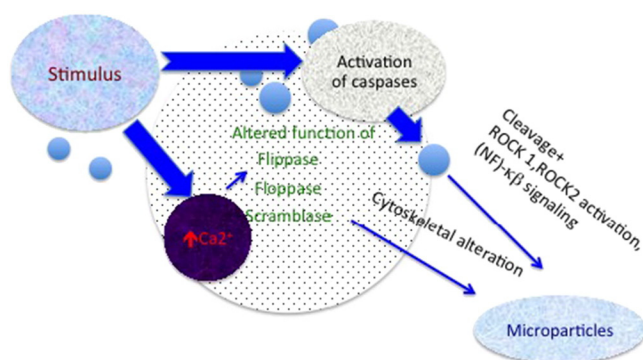 Stimulus
Activation
of caspases
Altered function of
Flippase
Floppase
Scramblase
Ca2+
Cytoskeletal alteration
Cleavage+
ROCK 1,ROCK2 activation,
(NF)-κβ signaling
Microparticles